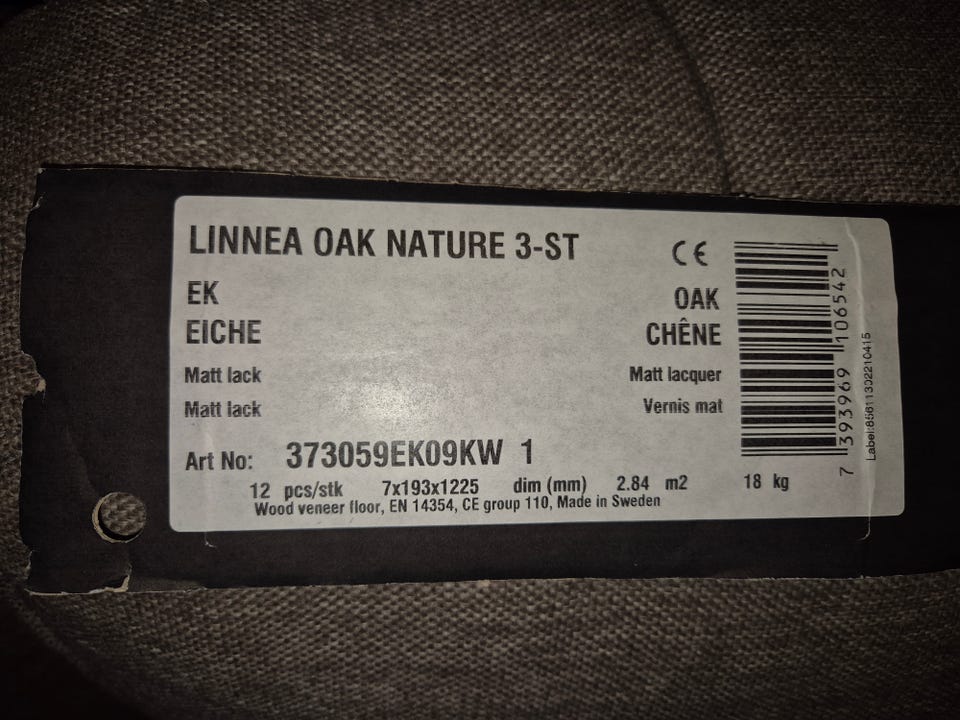 LINNEA OAK NATURE 3-ST
CE
EK
OAK
EICHE
CHÊNE
Matt lack
Matt lacquer
Matt lack
Vernis mat
Art No: 373059EK09KW 1
12 pcs/stk 7x193x1225 dim (mm) 2.84 m2 18 kg
Wood veneer floor, EN 14354, CE group 110, Made in Sweden
7 393969 106542
Label:85611302210415